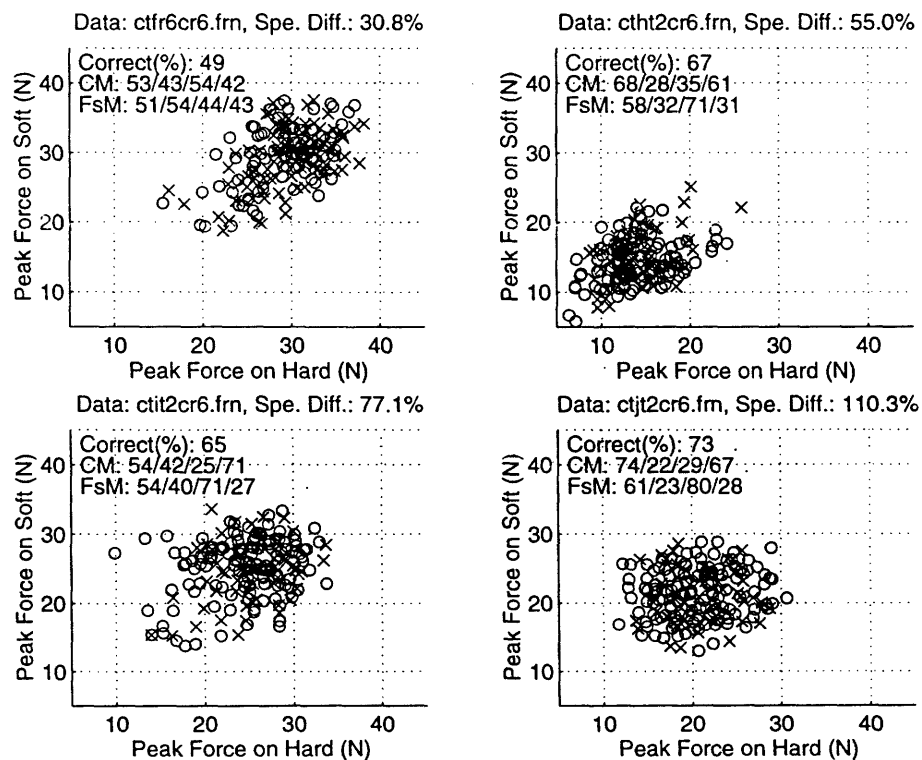 Data: ctfr6cr6.frn, Spe. Diff.: 30.8%
Correct(%): 49
CM: 53/43/54/42
FsM: 51/54/44/43
40
30
20
10
Peak Force on Soft (N)
10 20 30 40
Peak Force on Hard (N)
Data: ctht2cr6.frn, Spe. Diff.: 55.0%
Correct(%): 67
CM: 68/28/35/61
FsM: 58/32/71/31
40
30
20
10
Peak Force on Soft (N)
10 20 30 40
Peak Force on Hard (N)
Data: ctit2cr6.frn, Spe. Diff.: 77.1%
Correct(%): 65
CM: 54/42/25/71
FsM: 54/40/71/27
40
30
20
10
Peak Force on Soft (N)
10 20 30 40
Peak Force on Hard (N)
Data: ctjt2cr6.frn, Spe. Diff.: 110.3%
Correct(%): 73
CM: 74/22/29/67
FsM: 61/23/80/28
40
30
20
10
Peak Force on Soft (N)
10 20 30 40
Peak Force on Hard (N)